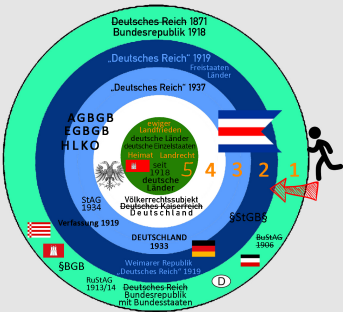 Deutsches Reich 1871
Bundesrepublik 1918
„Deutsches Reich" 1919
Freistaaten
Länder
„Deutsches Reich" 1937
AGBGB
EGBGB
HLKO
ewiger
Landfrieden
deutsche Länder
deutsche Einzelstaaten
Heimat Landrecht
seit
1918
deutsche
Länder
5 4 3 2 1
StAG
1934
Völkerrechtssubjekt
Deutsches Kaiserreich
Deutschland
§StGB§
Verfassung 1919
DEUTSCHLAND
1933
BuStAG
1906
§BGB
Weimarer Republik
„Deutsches Reich" 1919
RuStAG
1913/14
D
Deutsches Reich
Bundesrepublik
mit Bundesstaaten